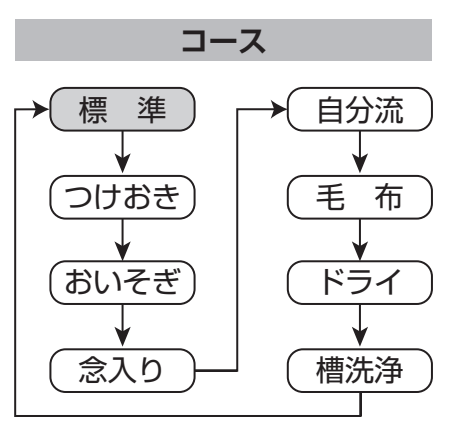 コース
標　準
つけおき
おいそぎ
念入り
自分流
毛　布
ドライ
槽洗浄